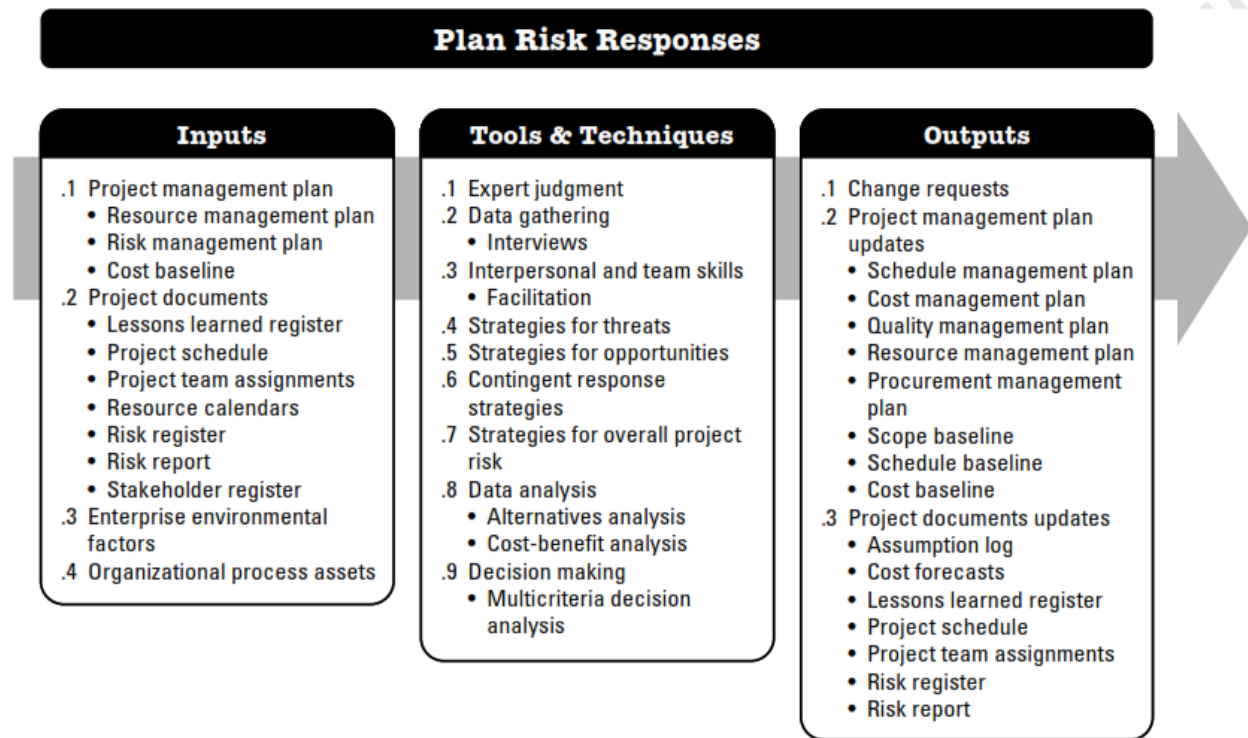 Plan Risk Responses
Inputs
.1 Project management plan
• Resource management plan
• Risk management plan
• Cost baseline
.2 Project documents
• Lessons learned register
• Project schedule
• Project team assignments
• Resource calendars
• Risk register
• Risk report
• Stakeholder register
.3 Enterprise environmental
factors
.4 Organizational process assets
Tools & Techniques
.1 Expert judgment
.2 Data gathering
• Interviews
.3 Interpersonal and team skills
• Facilitation
.4 Strategies for threats
.5 Strategies for opportunities
.6 Contingent response
strategies
.7 Strategies for overall project
risk
.8 Data analysis
• Alternatives analysis
• Cost-benefit analysis
.9 Decision making
• Multicriteria decision
analysis
Outputs
.1 Change requests
.2 Project management plan
updates
• Schedule management plan
• Cost management plan
• Quality management plan
• Resource management plan
• Procurement management
plan
• Scope baseline
• Schedule baseline
• Cost baseline
.3 Project documents updates
• Assumption log
• Cost forecasts
• Lessons learned register
• Project schedule
• Project team assignments
• Risk register
• Risk report